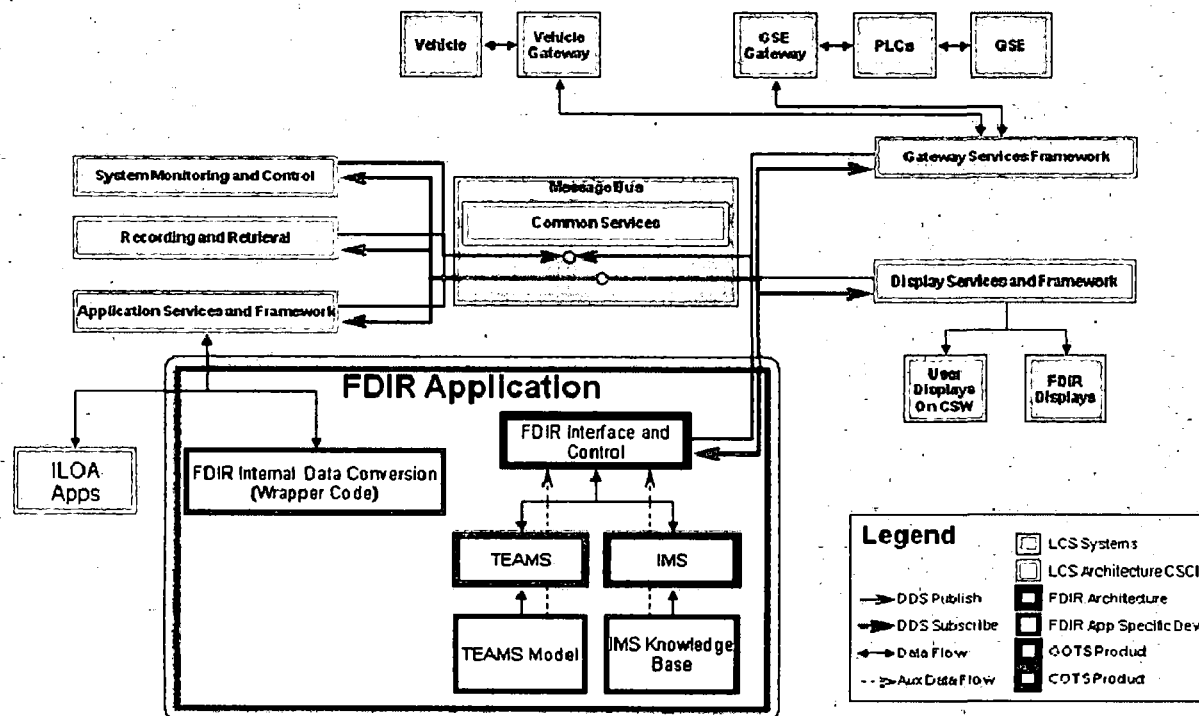 Vehicle
Vehicle
Gateway
GSE
Gateway
PLCs
GSE
Gateway Services Framework
System Monitoring and Control
Message Bus
Common Services
Recording and Retrieval
Application Services and Framework
Display Services and Framework
User
Displays
On CSW
FDIR
Displays
FDIR Application
FDIR Interface and
Control
ILOA
Apps
FDIR Internal Data Conversion
(Wrapper Code)
TEAMS
IMS
TEAMS Model
IMS Knowledge
Base
Legend
DDS Publish
DDS Subscribe
Data Flow
Aux Data Flow
LCS Systems
LCS Architecture CSCI
FDIR Architecture
FDIR App Specific Dev
GOTS Product
COTS Product